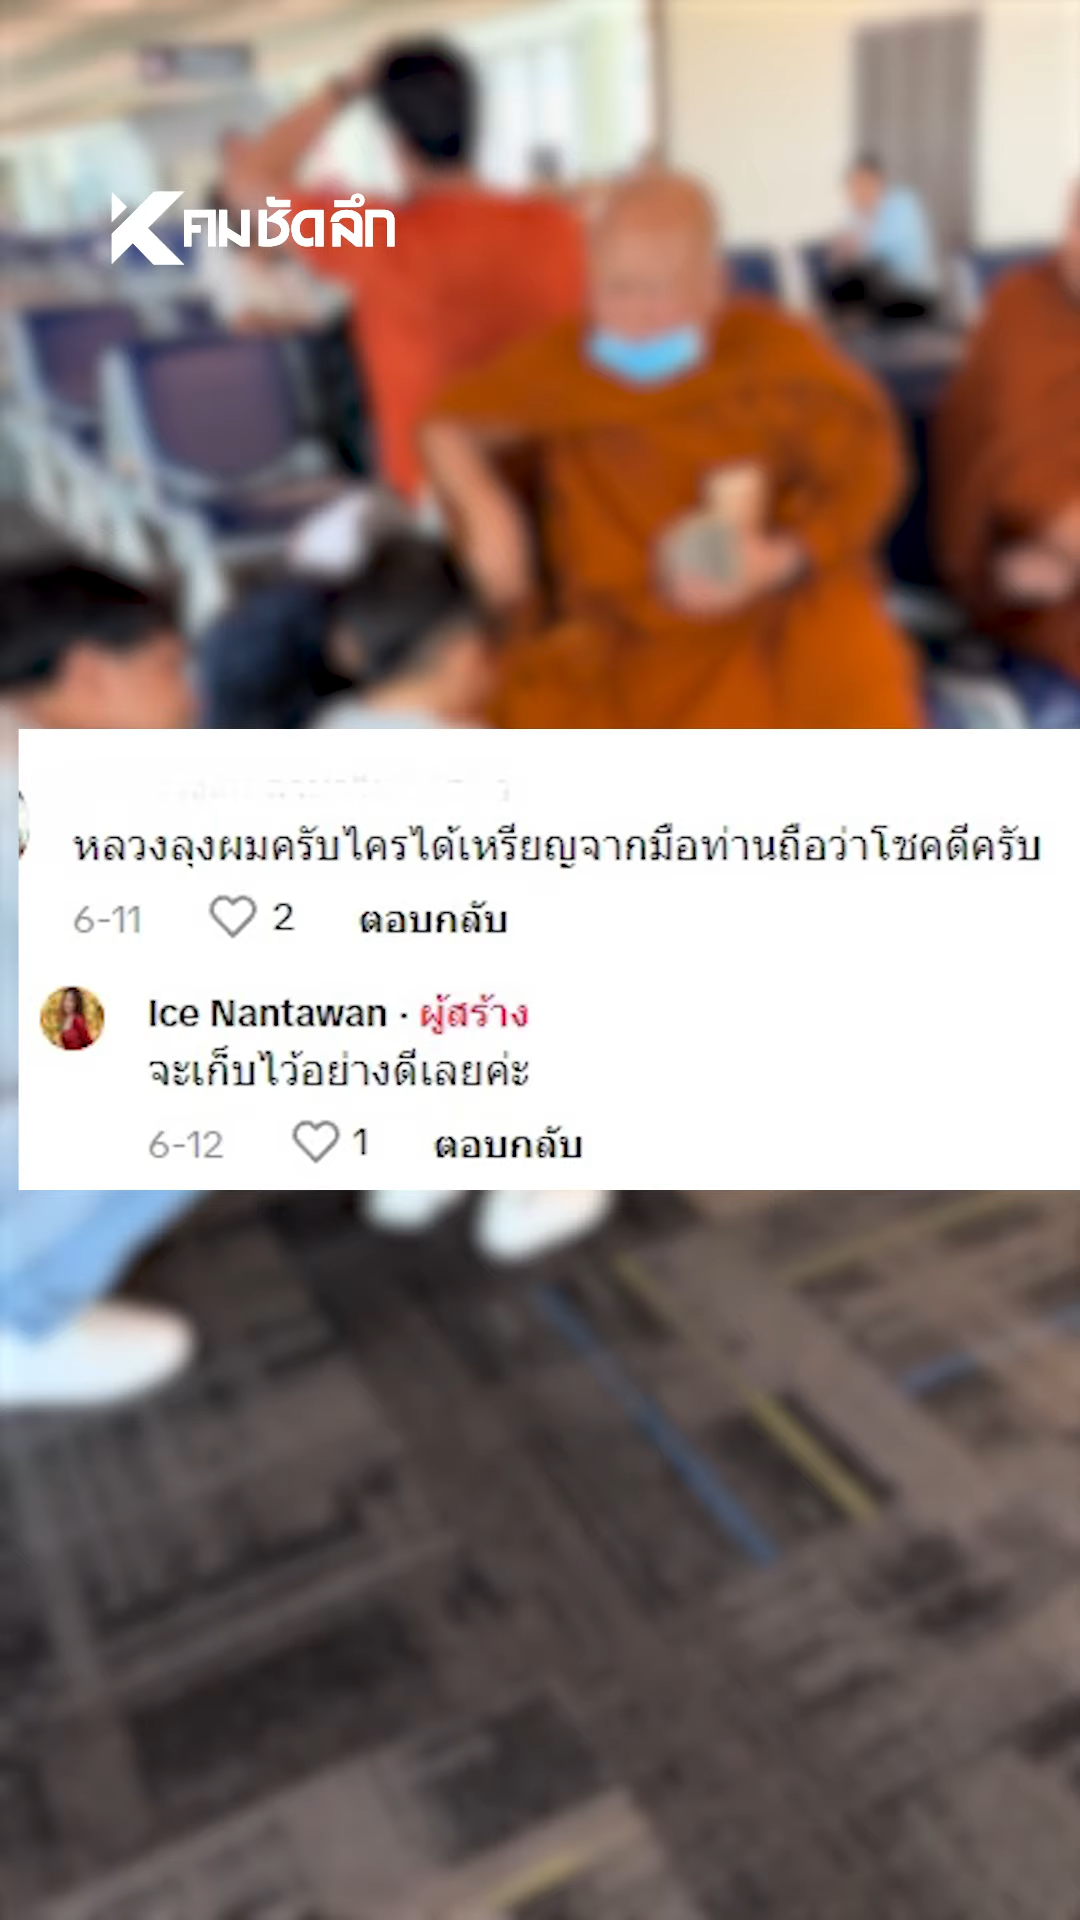 คมชัดลึก
หลวงลุงผมครับใครได้เหรียญจากมือท่านถือว่าโชคดีครับ
6-11 2 ตอบกลับ
Ice Nantawan · ผู้สร้าง
จะเก็บไว้อย่างดีเลยค่ะ
6-12 1 ตอบกลับ